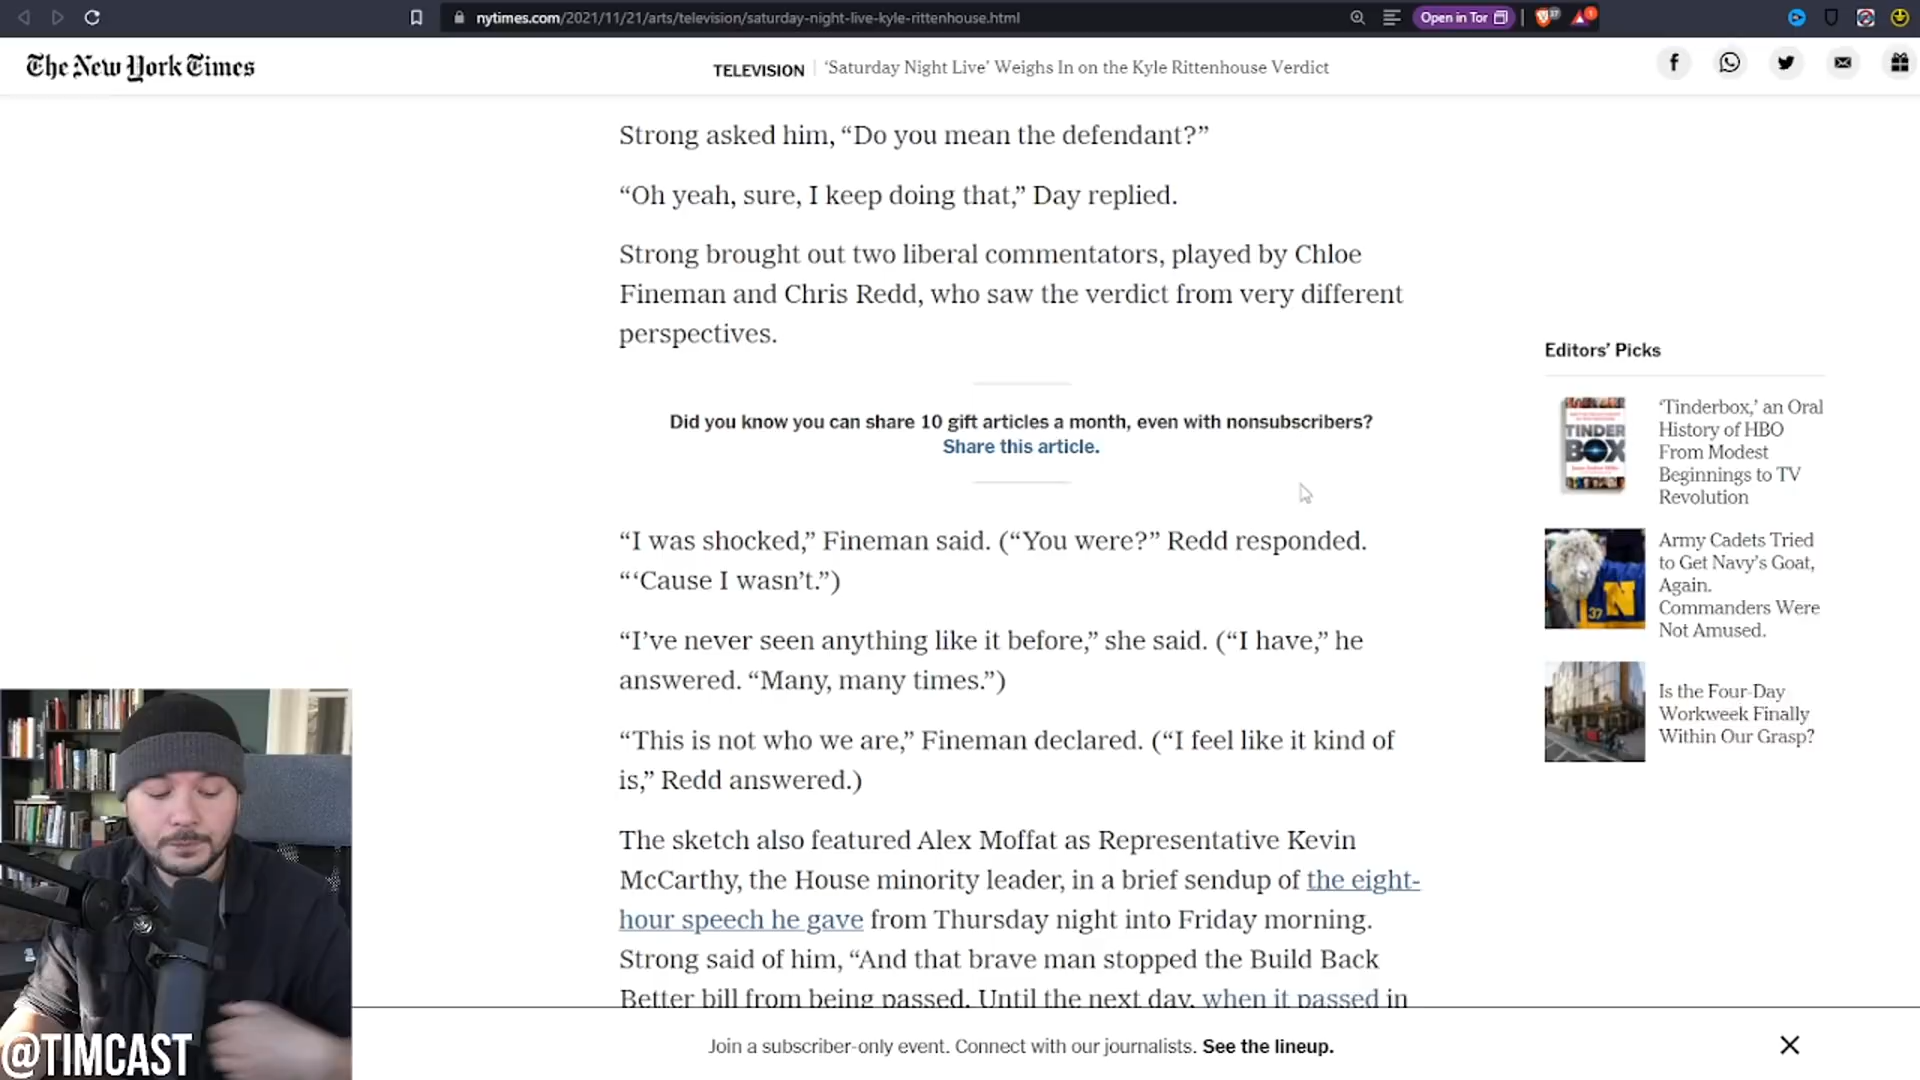 nytimes.com/2021/11/21/arts/television/saturday-night-live-kyle-rittenhouse.html
Open in Tor
The New York Times
TELEVISION
‘Saturday Night Live’ Weighs In on the Kyle Rittenhouse Verdict
Strong asked him, “Do you mean the defendant?”
“Oh yeah, sure, I keep doing that,” Day replied.
Strong brought out two liberal commentators, played by Chloe
Fineman and Chris Redd, who saw the verdict from very different
perspectives.
Did you know you can share 10 gift articles a month, even with nonsubscribers?
Share this article.
“I was shocked,” Fineman said. (“You were?” Redd responded.
“‘Cause I wasn’t.”)
“I’ve never seen anything like it before,” she said. (“I have,” he
answered. “Many, many times.”)
“This is not who we are,” Fineman declared. (“I feel like it kind of
is,” Redd answered.)
The sketch also featured Alex Moffat as Representative Kevin
McCarthy, the House minority leader, in a brief sendup of the eight-
hour speech he gave from Thursday night into Friday morning.
Strong said of him, “And that brave man stopped the Build Back
Better bill from being passed. Until the next day, when it passed in
Editors’ Picks
TINDER
BOX
‘Tinderbox,’ an Oral
History of HBO
From Modest
Beginnings to TV
Revolution
N
37
Army Cadets Tried
to Get Navy’s Goat,
Again.
Commanders Were
Not Amused.
Is the Four-Day
Workweek Finally
Within Our Grasp?
@TIMCAST
Join a subscriber-only event. Connect with our journalists. See the lineup.